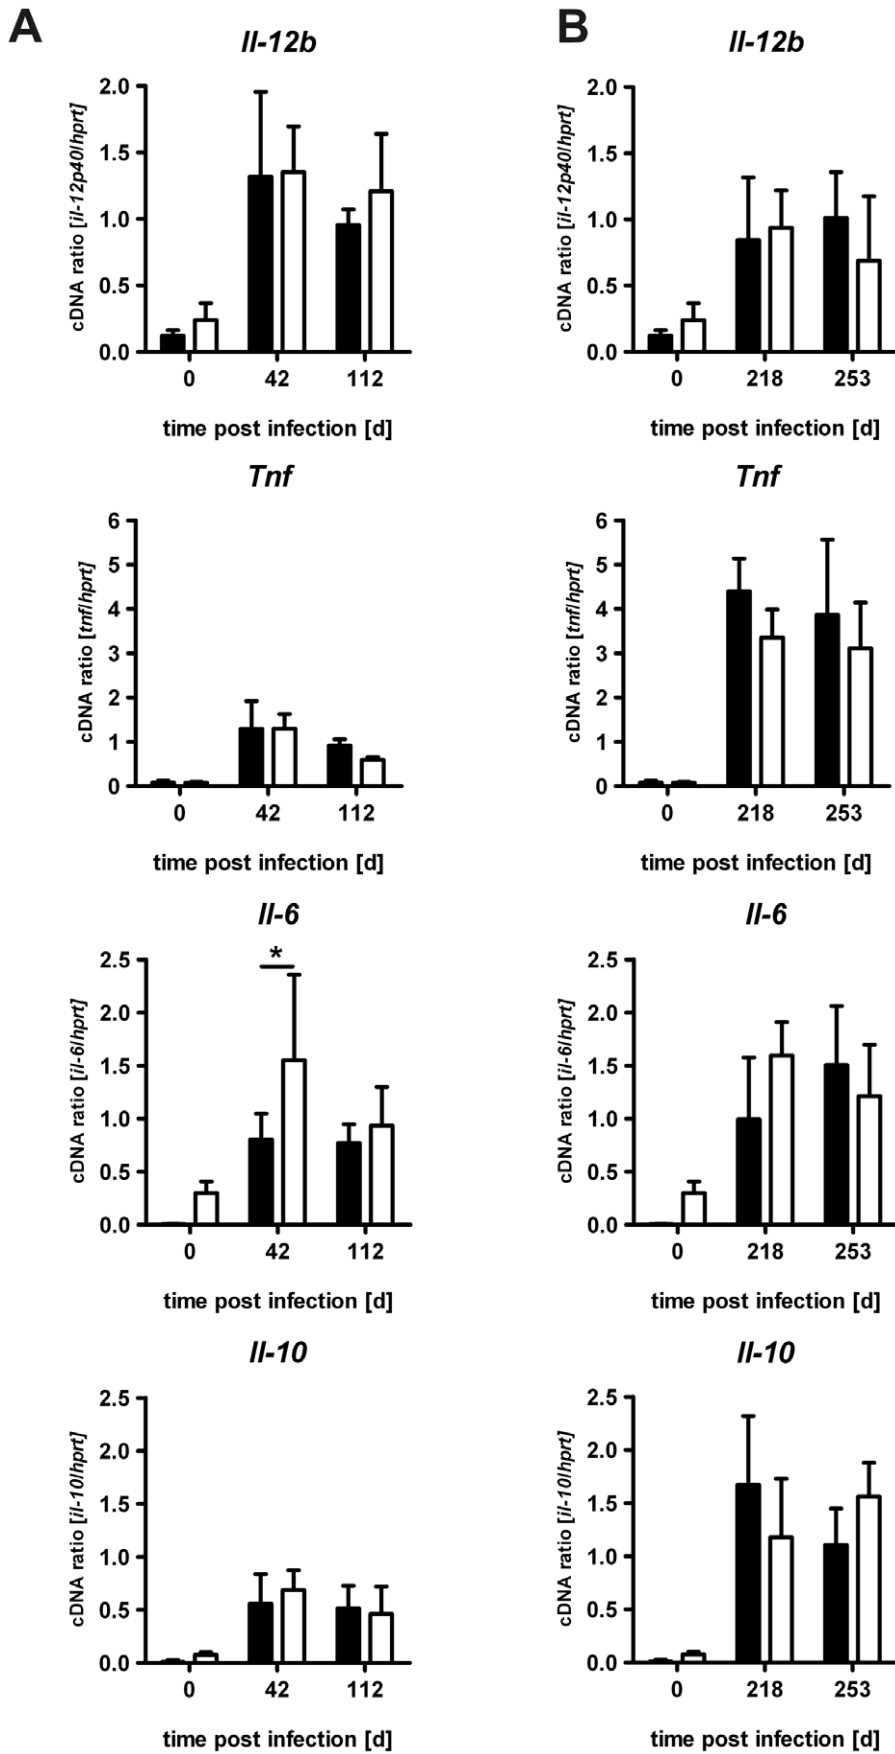 A
B
Il-12b
cDNA ratio [il-12p40/hprt]
2.0
1.5
1.0
0.5
0.0
0 42 112
time post infection [d]
Il-12b
cDNA ratio [il-12p40/hprt]
2.0
1.5
1.0
0.5
0.0
0 218 253
time post infection [d]
Tnf
cDNA ratio [tnf/hprt]
6
5
4
3
2
1
0
0 42 112
time post infection [d]
Tnf
cDNA ratio [tnf/hprt]
6
5
4
3
2
1
0
0 218 253
time post infection [d]
Il-6
cDNA ratio [il-6/hprt]
2.5
2.0
1.5
1.0
0.5
0.0
*
0 42 112
time post infection [d]
Il-6
cDNA ratio [il-6/hprt]
2.5
2.0
1.5
1.0
0.5
0.0
0 218 253
time post infection [d]
Il-10
cDNA ratio [il-10/hprt]
2.5
2.0
1.5
1.0
0.5
0.0
0 42 112
time post infection [d]
Il-10
cDNA ratio [il-10/hprt]
2.5
2.0
1.5
1.0
0.5
0.0
0 218 253
time post infection [d]